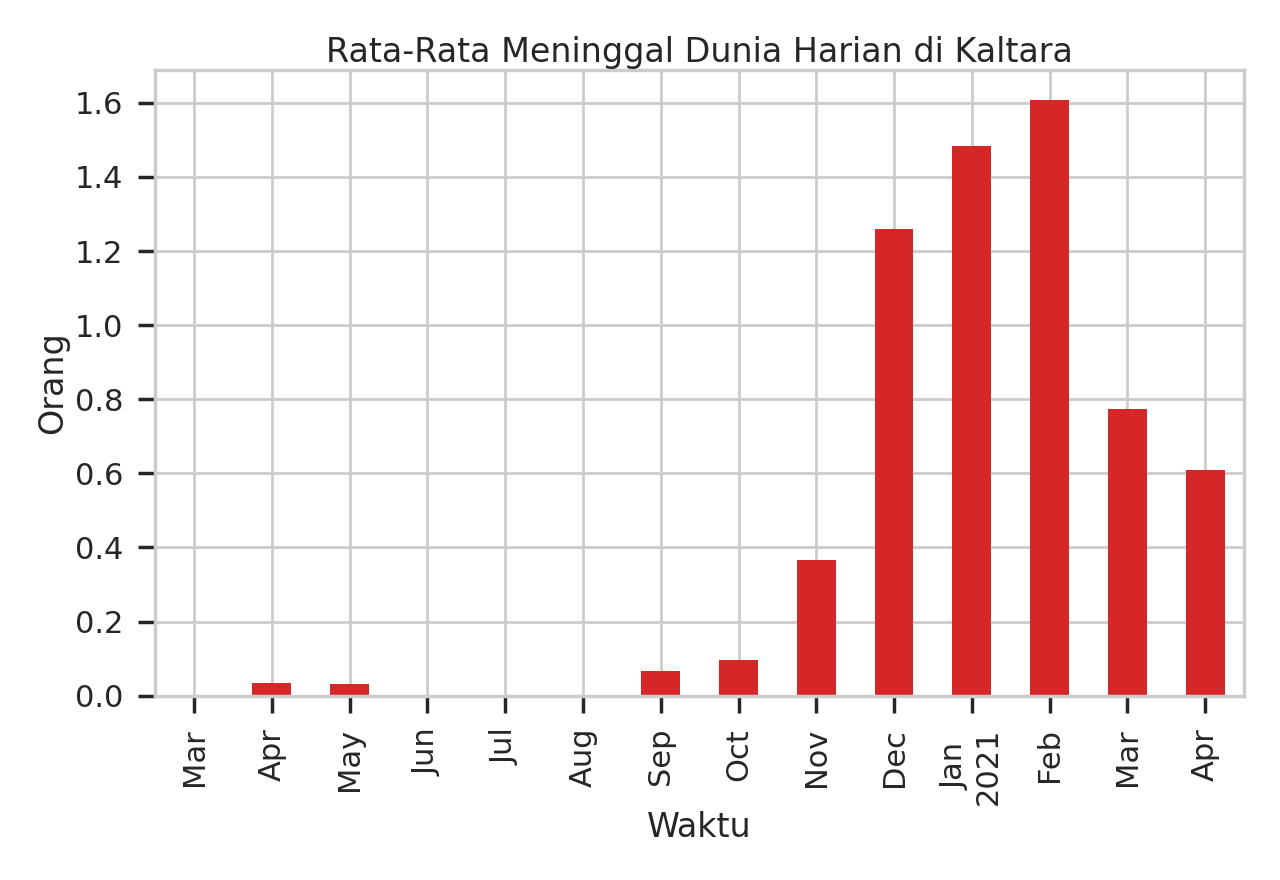 Rata-Rata Meninggal Dunia Harian di Kaltara
Orang
1.6
1.4
1.2
1.0
0.8
0.6
0.4
0.2
0.0
Mar
Apr
May
Jun
Jul
Aug
Sep
Oct
Nov
Dec
Jan
2021
Feb
Mar
Apr
Waktu